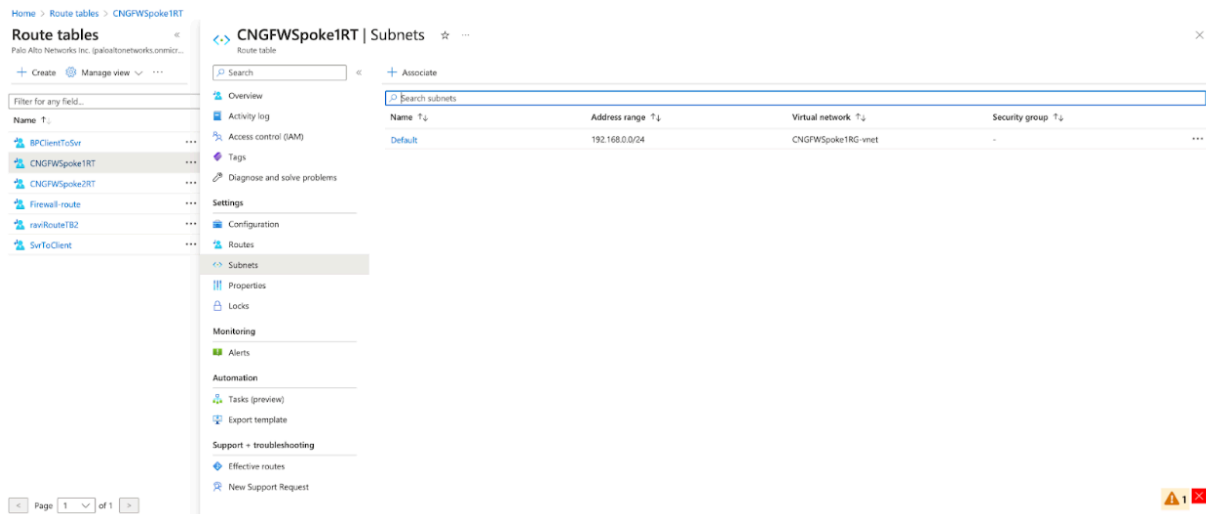 Home > Route tables > CNGFWSpoke1RT
Route tables «
Palo Alto Networks Inc. (paloaltonetworks.onmicr...
+ Create Manage view ...
Filter for any field...
Name ↑↓
BPClientToSvr ...
CNGFWSpoke1RT ...
CNGFWSpoke2RT ...
Firewall-route ...
raviRouteTB2 ...
SvrToClient ...
< Page 1 of 1 >
CNGFWSpoke1RT | Subnets ☆ ...
Route table
Search «
Overview
Activity log
Access control (IAM)
Tags
Diagnose and solve problems
Settings
Configuration
Routes
Subnets
Properties
Locks
Monitoring
Alerts
Automation
Tasks (preview)
Export template
Support + troubleshooting
Effective routes
New Support Request
+ Associate
Search subnets
Name ↑↓ Address range ↑↓ Virtual network ↑↓ Security group ↑↓
Default 192.168.0.0/24 CNGFWSpoke1RG-vnet - ...
1